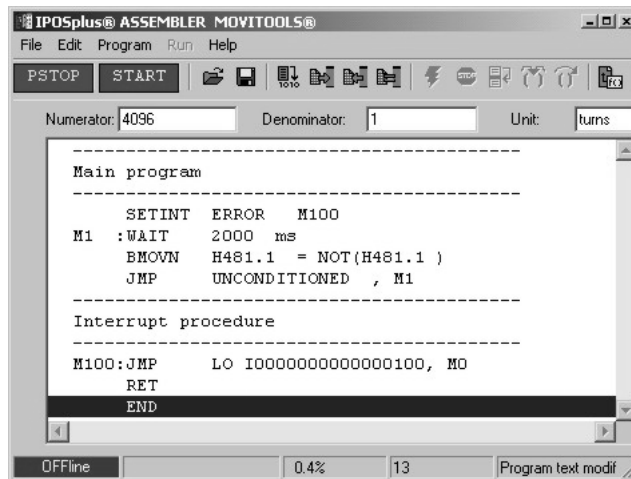 IPOSplus® ASSEMBLER MOVITOOLS®
File Edit Program Run Help
PSTOP START
Numerator: 4096 Denominator: 1 Unit: turns
--------------------------------------------
Main program
--------------------------------------------
SETINT ERROR M100
M1 :WAIT 2000 ms
BMOVN H481.1 = NOT(H481.1 )
JMP UNCONDITIONED , M1
--------------------------------------------
Interrupt procedure
--------------------------------------------
M100:JMP LO I0000000000000100, M0
RET
END
OFFline 0.4% 13 Program text modif